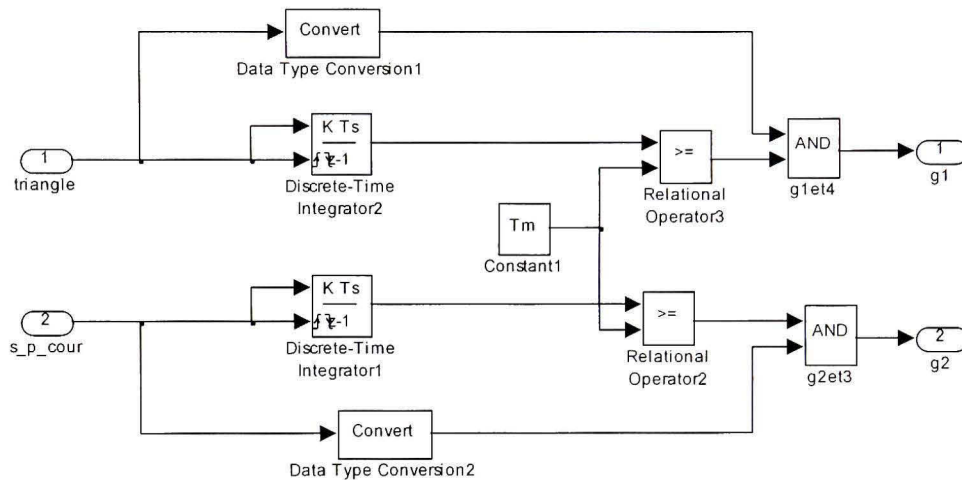 Convert
Data Type Conversion1
1
triangle
K Ts
z-1
Discrete-Time
Integrator2
>=
Relational
Operator3
AND
g1et4
1
g1
Tm
Constant1
2
s_p_cour
K Ts
z-1
Discrete-Time
Integrator1
>=
Relational
Operator2
AND
g2et3
2
g2
Convert
Data Type Conversion2